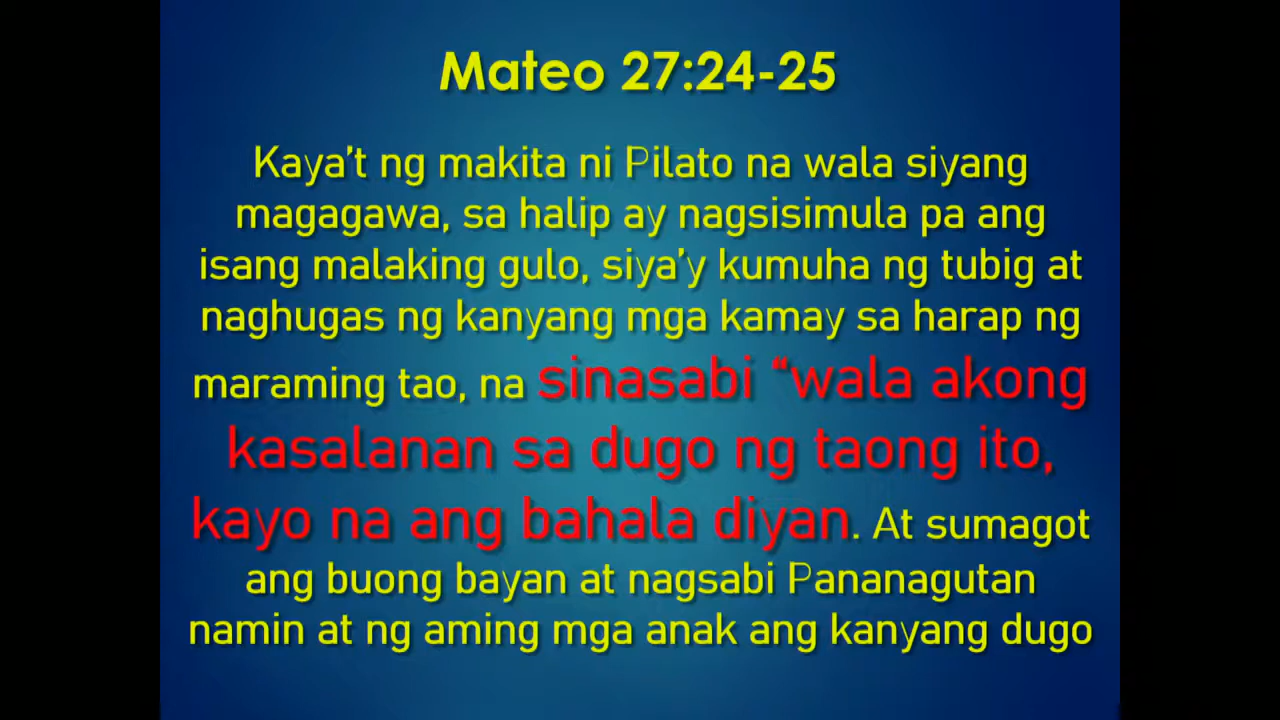 Mateo 27:24-25
Kaya't ng makita ni Pilato na wala siyang
magagawa, sa halip ay nagsisimula pa ang
isang malaking gulo, siya'y kumuha ng tubig at
naghugas ng kanyang mga kamay sa harap ng
maraming tao, na sinasabi “wala akong
kasalanan sa dugo ng taong ito,
kayo na ang bahala diyan. At sumagot
ang buong bayan at nagsabi Pananagutan
namin at ng aming mga anak ang kanyang dugo